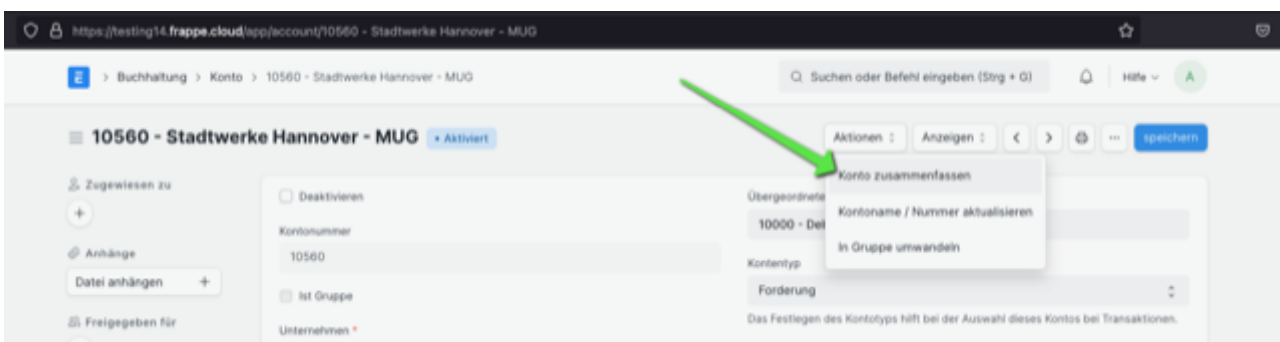 https://testing14.frappe.cloud/app/account/10560 - Stadtwerke Hannover - MUG
E > Buchhaltung > Konto > 10560 - Stadtwerke Hannover - MUG
Suchen oder Befehl eingeben (Strg + G)
Hilfe
A
10560 - Stadtwerke Hannover - MUG
• Aktiviert
Aktionen
Anzeigen
speichern
Konto zusammenfassen
Kontoname / Nummer aktualisieren
In Gruppe umwandeln
Zugewiesen zu
Anhänge
Datei anhängen +
Freigegeben für
Deaktivieren
Kontonummer
10560
Ist Gruppe
Unternehmen *
Übergeordnete
10000 - Del
Kontentyp
Forderung
Das Festlegen des Kontotyps hilft bei der Auswahl dieses Kontos bei Transaktionen.